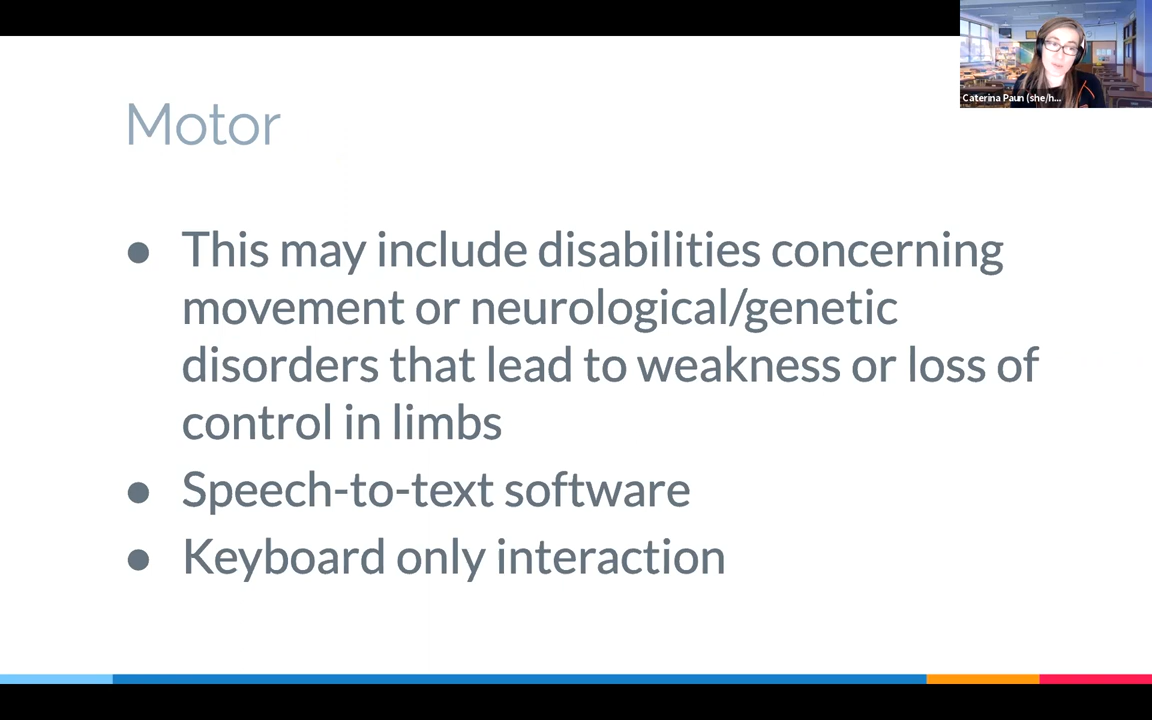 Caterina Paun (she/h...
Motor
● This may include disabilities concerning
movement or neurological/genetic
disorders that lead to weakness or loss of
control in limbs
● Speech-to-text software
● Keyboard only interaction